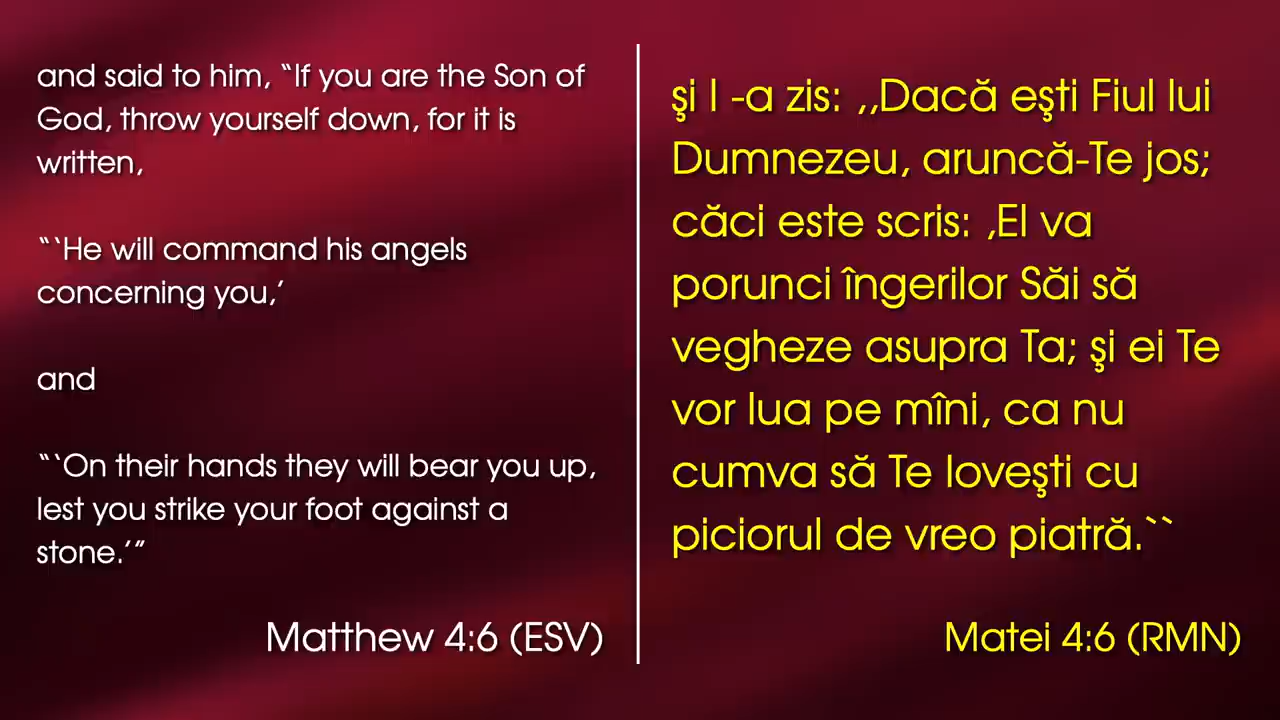 and said to him, “If you are the Son of
God, throw yourself down, for it is
written,
“‘He will command his angels
concerning you,’
and
“‘On their hands they will bear you up,
lest you strike your foot against a
stone.’”
Matthew 4:6 (ESV)
şi I -a zis: ,,Dacă eşti Fiul lui
Dumnezeu, aruncă-Te jos;
căci este scris: ,El va
porunci îngerilor Săi să
vegheze asupra Ta; şi ei Te
vor lua pe mîni, ca nu
cumva să Te loveşti cu
piciorul de vreo piatră.``
Matei 4:6 (RMN)